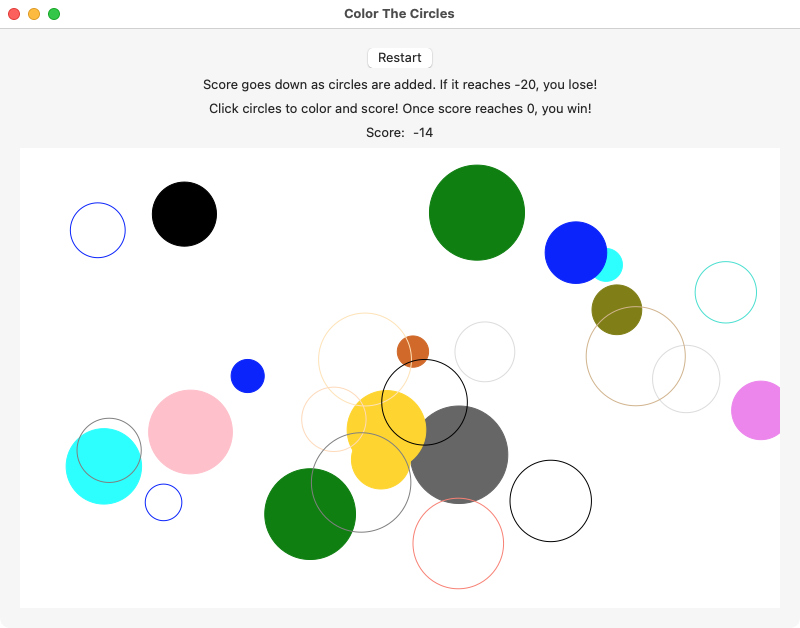 Color The Circles
Restart
Score goes down as circles are added. If it reaches -20, you lose!
Click circles to color and score! Once score reaches 0, you win!
Score: -14